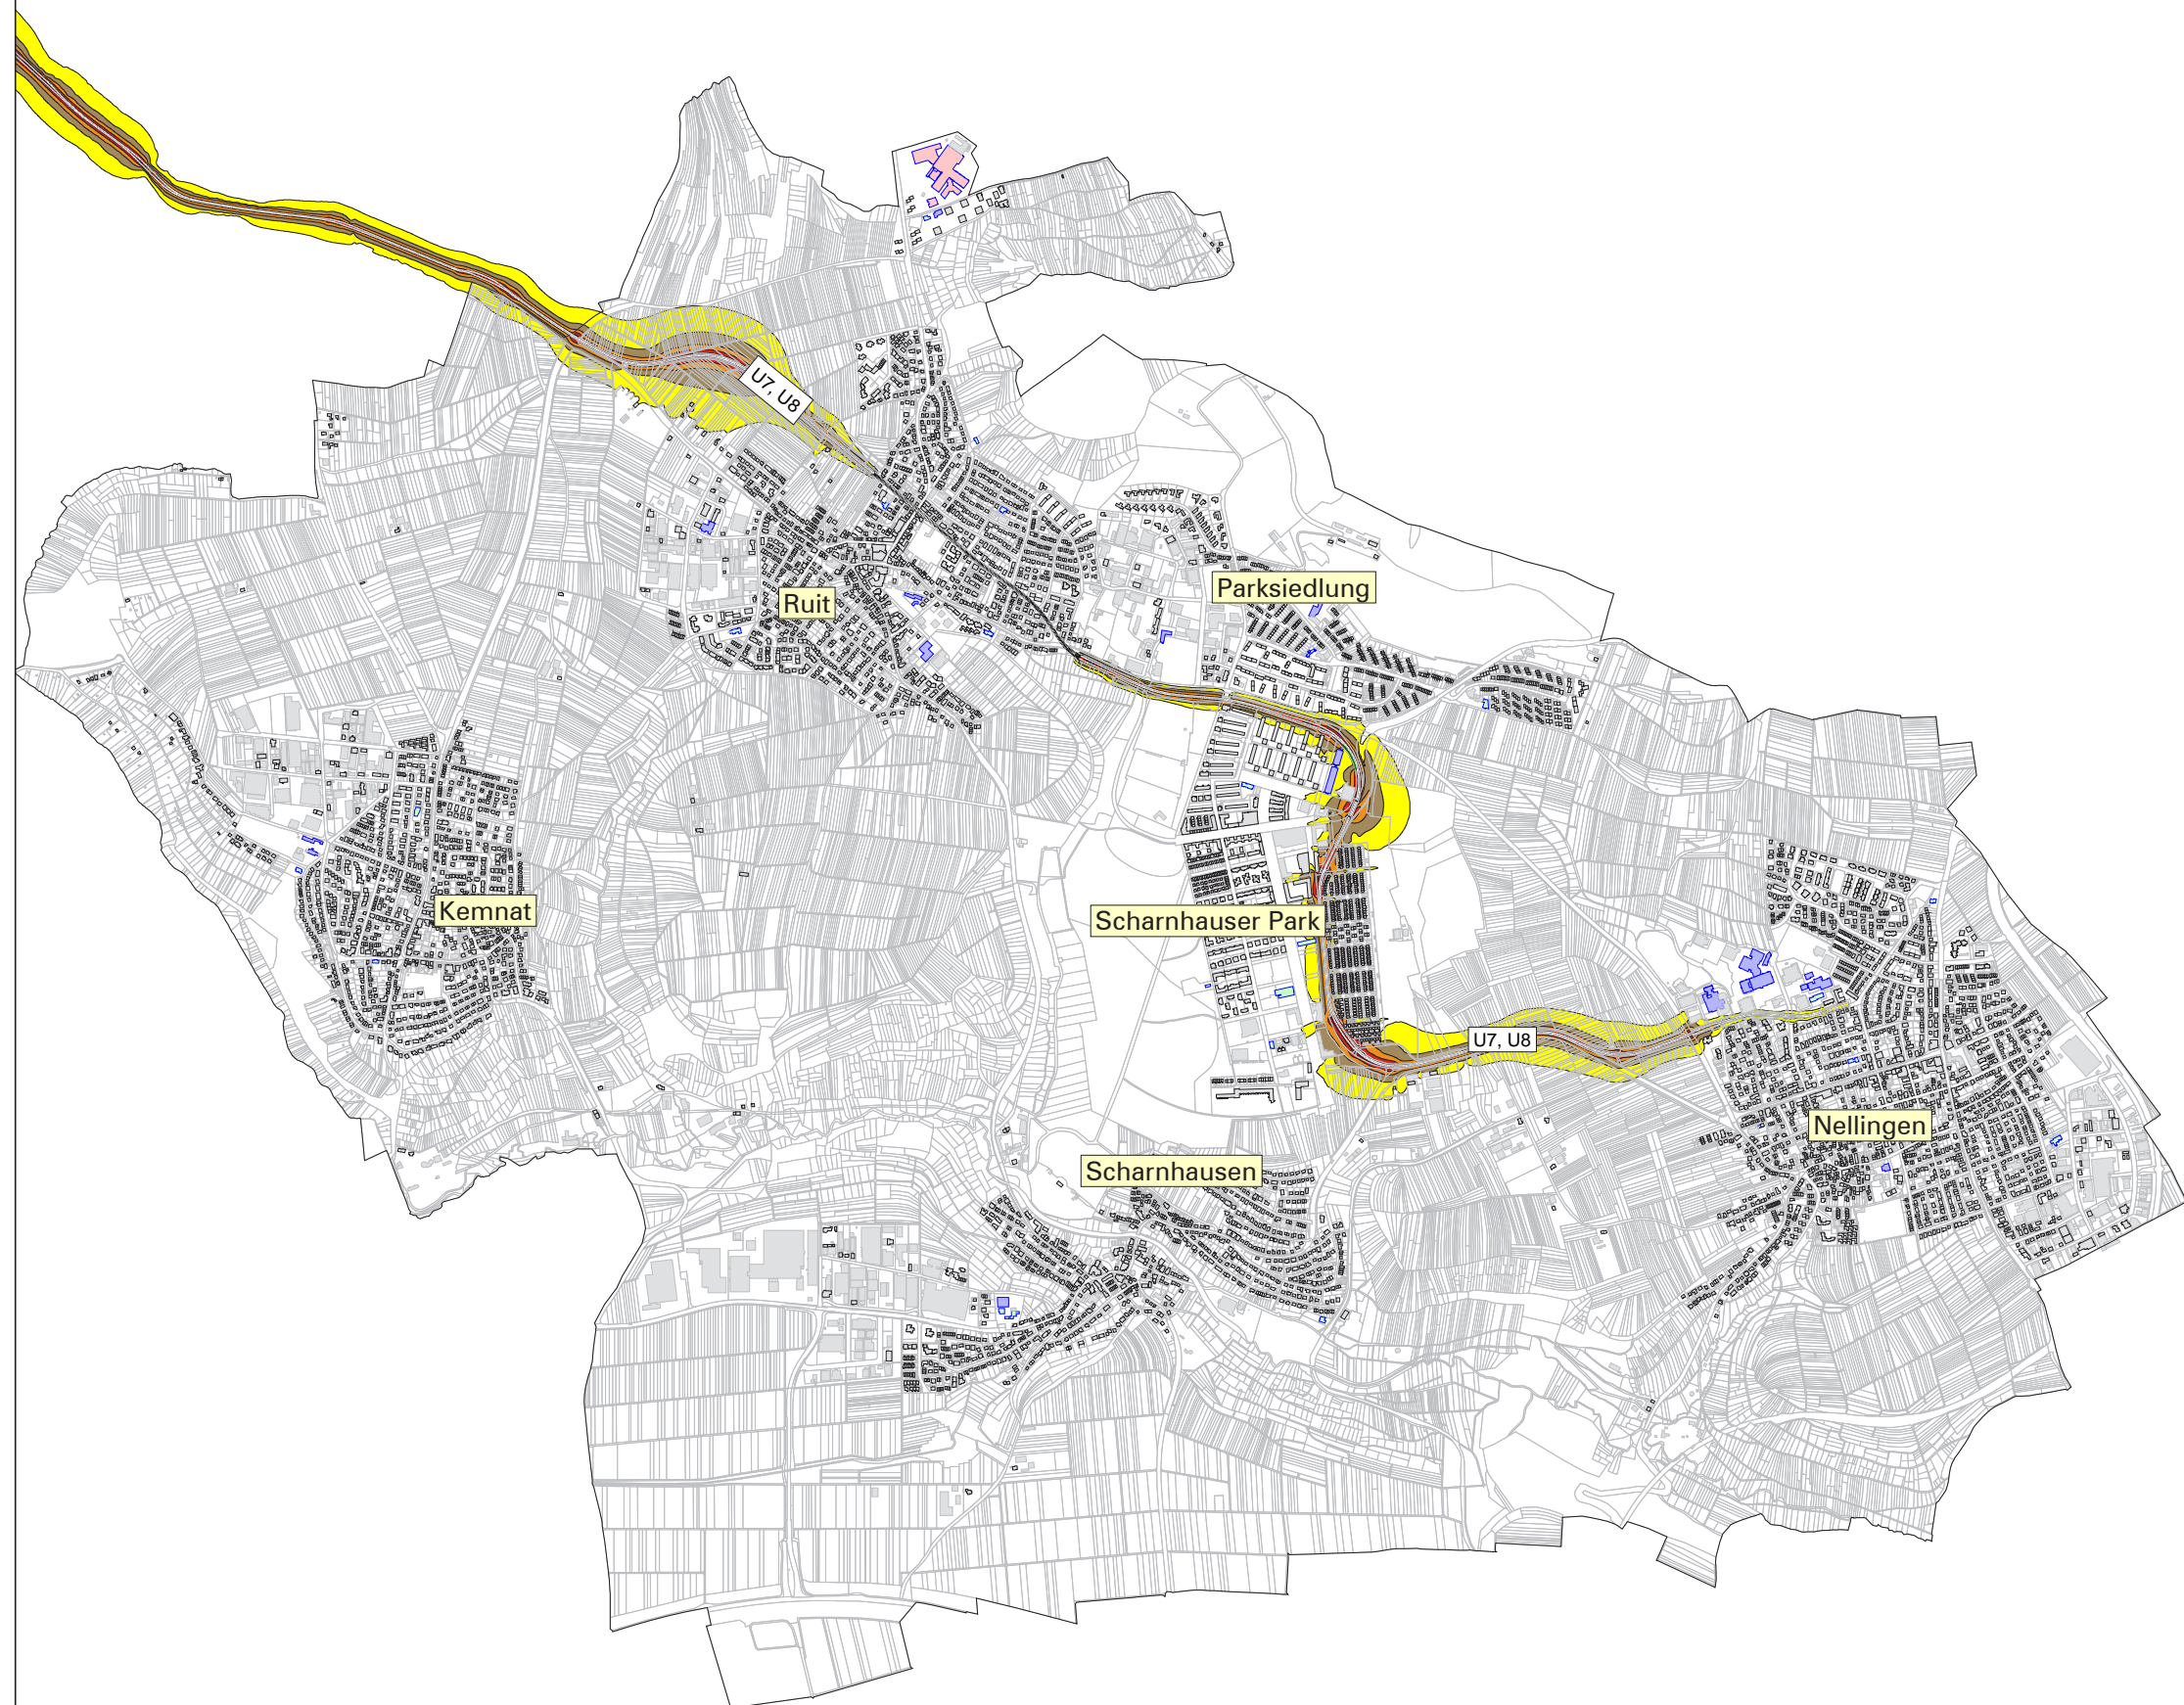 U7, U8
Parksiedlung
Ruit
Kemnat
Scharnhauser Park
U7, U8
Nellingen
Scharnhausen